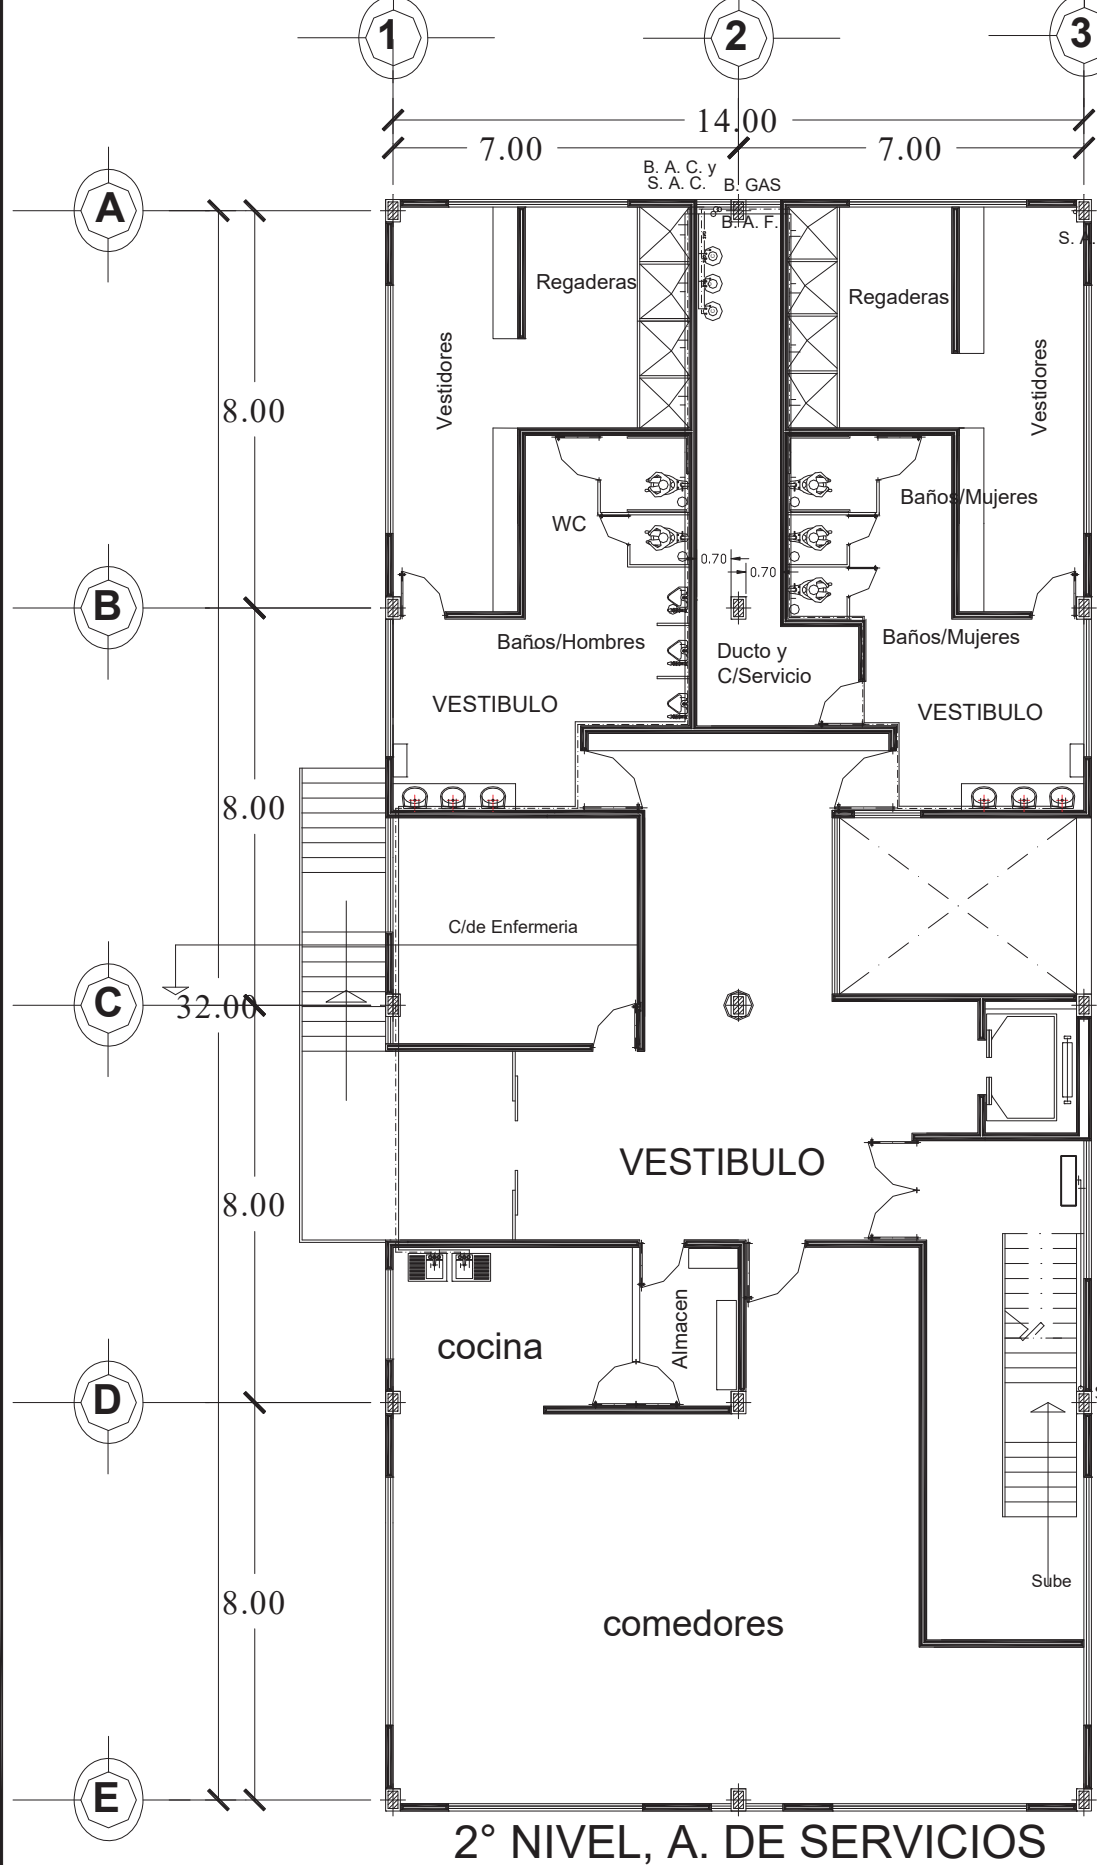 1
2
3
14.00
7.00
7.00
B. A. C. y
S. A. C.
B. GAS
B. A. F.
A
S. A.
Regaderas
Regaderas
Vestidores
Vestidores
8.00
Baños/Mujeres
WC
0.70
0.70
B
Baños/Hombres
Baños/Mujeres
Ducto y
C/Servicio
VESTIBULO
VESTIBULO
8.00
C/de Enfermeria
C
32.00
VESTIBULO
8.00
Almacen
cocina
D
Sube
8.00
comedores
E
2° NIVEL, A. DE SERVICIOS